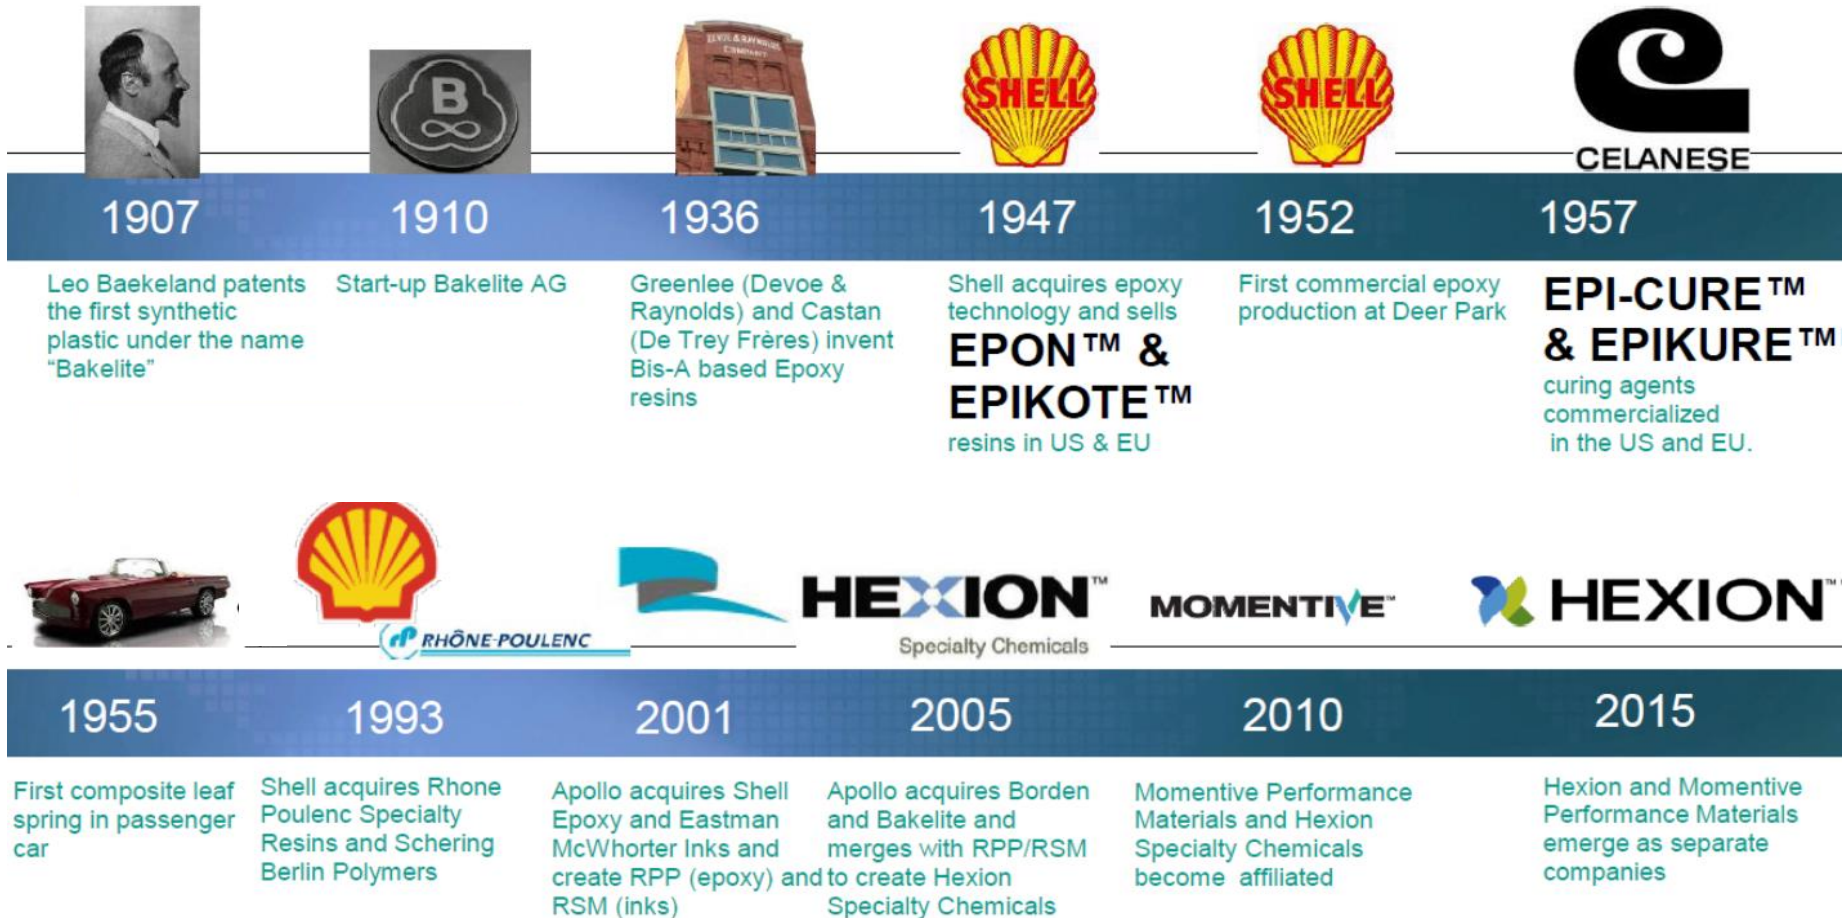 DEVOE & RAYNOLDS
COMPANY
B
SHELL
SHELL
CELANESE
1907
1910
1936
1947
1952
1957
Leo Baekeland patents
the first synthetic
plastic under the name
“Bakelite”
Start-up Bakelite AG
Greenlee (Devoe &
Raynolds) and Castan
(De Trey Frères) invent
Bis-A based Epoxy
resins
Shell acquires epoxy
technology and sells
EPON™ &
EPIKOTE™
resins in US & EU
First commercial epoxy
production at Deer Park
EPI-CURE™
& EPIKURE™
curing agents
commercialized
in the US and EU.
RHÔNE-POULENC
HEXION™
Specialty Chemicals
MOMENTIVE™
HEXION™
1955
1993
2001
2005
2010
2015
First composite leaf
spring in passenger
car
Shell acquires Rhone
Poulenc Specialty
Resins and Schering
Berlin Polymers
Apollo acquires Shell
Epoxy and Eastman
McWhorter Inks and
create RPP (epoxy) and
RSM (inks)
Apollo acquires Borden
and Bakelite and
merges with RPP/RSM
to create Hexion
Specialty Chemicals
Momentive Performance
Materials and Hexion
Specialty Chemicals
become affiliated
Hexion and Momentive
Performance Materials
emerge as separate
companies